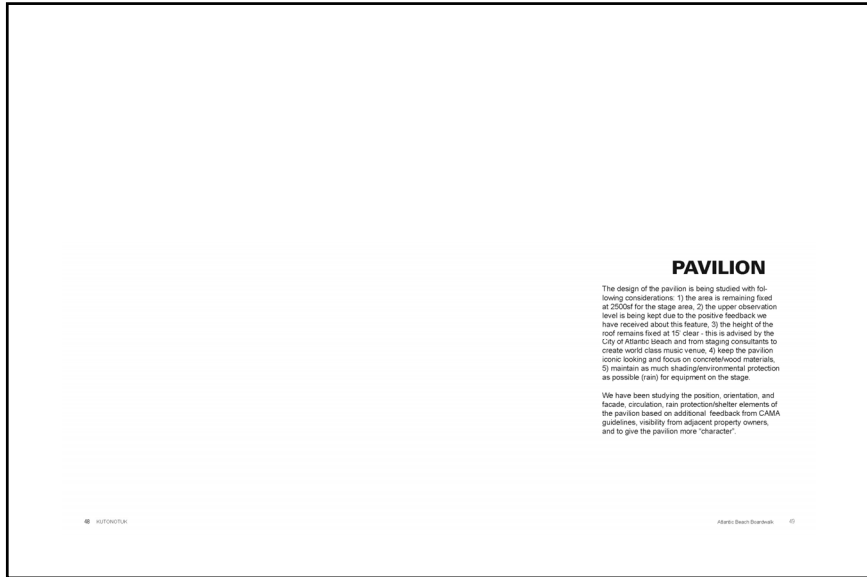 PAVILION
The design of the pavilion is being studied with fol-
lowing considerations: 1) the area is remaining fixed
at 2500sf for the stage area, 2) the upper observation
level is being kept due to the positive feedback we
have received about this feature, 3) the height of the
roof remains fixed at 15' clear - this is advised by the
City of Atlantic Beach and from staging consultants to
create world class music venue, 4) keep the pavilion
iconic looking and focus on concrete/wood materials,
5) maintain as much shading/environmental protection
as possible (rain) for equipment on the stage.
We have been studying the position, orientation, and
facade, circulation, rain protection/shelter elements of
the pavilion based on additional feedback from CAMA
guidelines, visibility from adjacent property owners,
and to give the pavilion more "character".
KUTONOTUK
Atlantic Beach Boardwalk